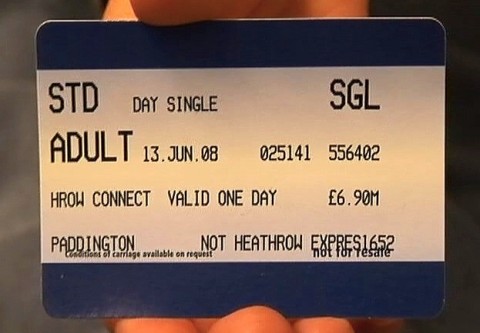 STD DAY SINGLE SGL
ADULT 13.JUN.08 025141 556402
HROW CONNECT VALID ONE DAY £6.90M
PADDINGTON NOT HEATHROW EXPRES1652
Conditions of carriage available on request not for resale